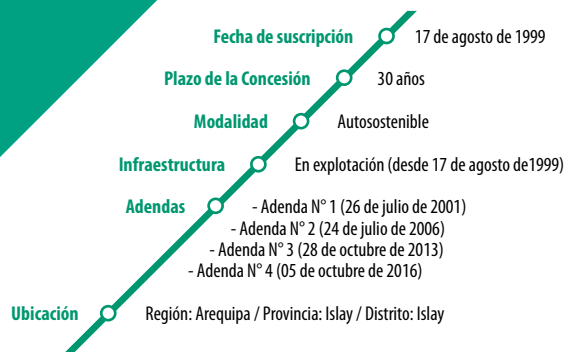 Fecha de suscripción 17 de agosto de 1999
Plazo de la Concesión 30 años
Modalidad Autosostenible
Infraestructura En explotación (desde 17 de agosto de1999)
Adendas - Adenda N° 1 (26 de julio de 2001)
- Adenda N° 2 (24 de julio de 2006)
- Adenda N° 3 (28 de octubre de 2013)
- Adenda N° 4 (05 de octubre de 2016)
Ubicación Región: Arequipa / Provincia: Islay / Distrito: Islay